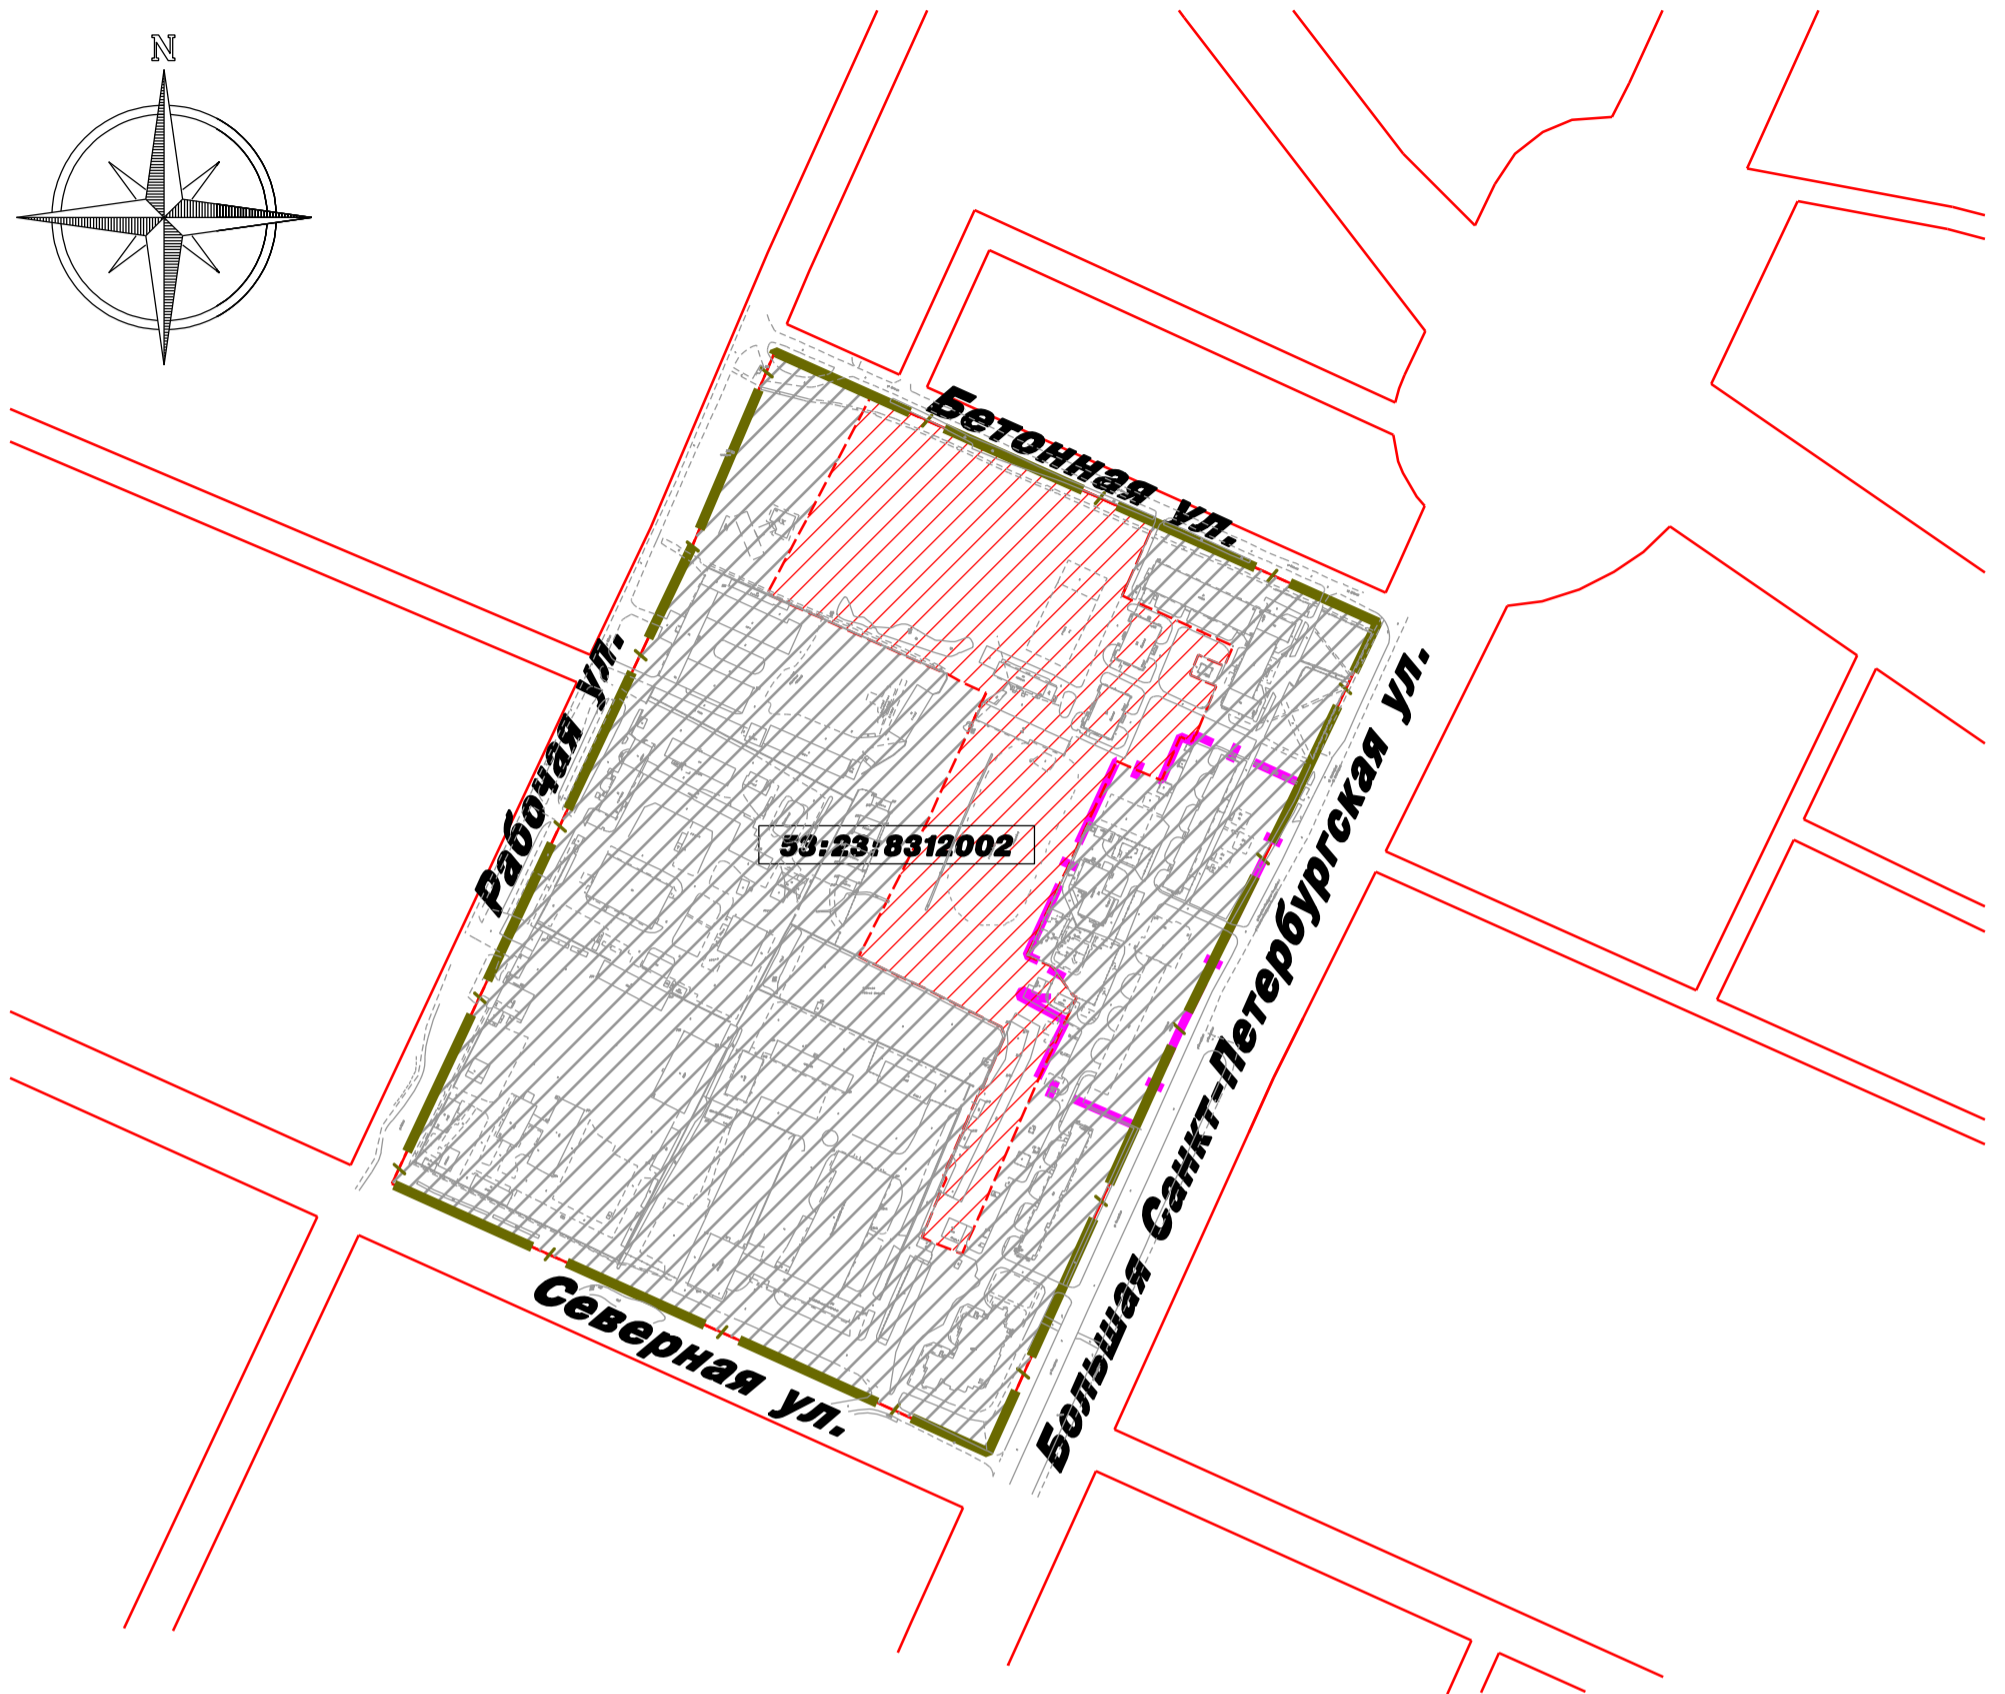 N
Бетонная ул.
Рабочая ул.
53:23:8312002
Большая Санкт-Петербургская ул.
Северная ул.